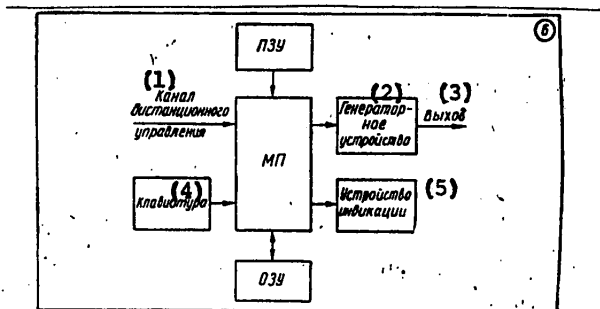 б
ПЗУ
(1)
Канал
дистанционного
управления
МП
(2) (3)
Генератор-
ное
устройство
Выход
(4)
Клавиатура
Устройство
индикации
(5)
ОЗУ